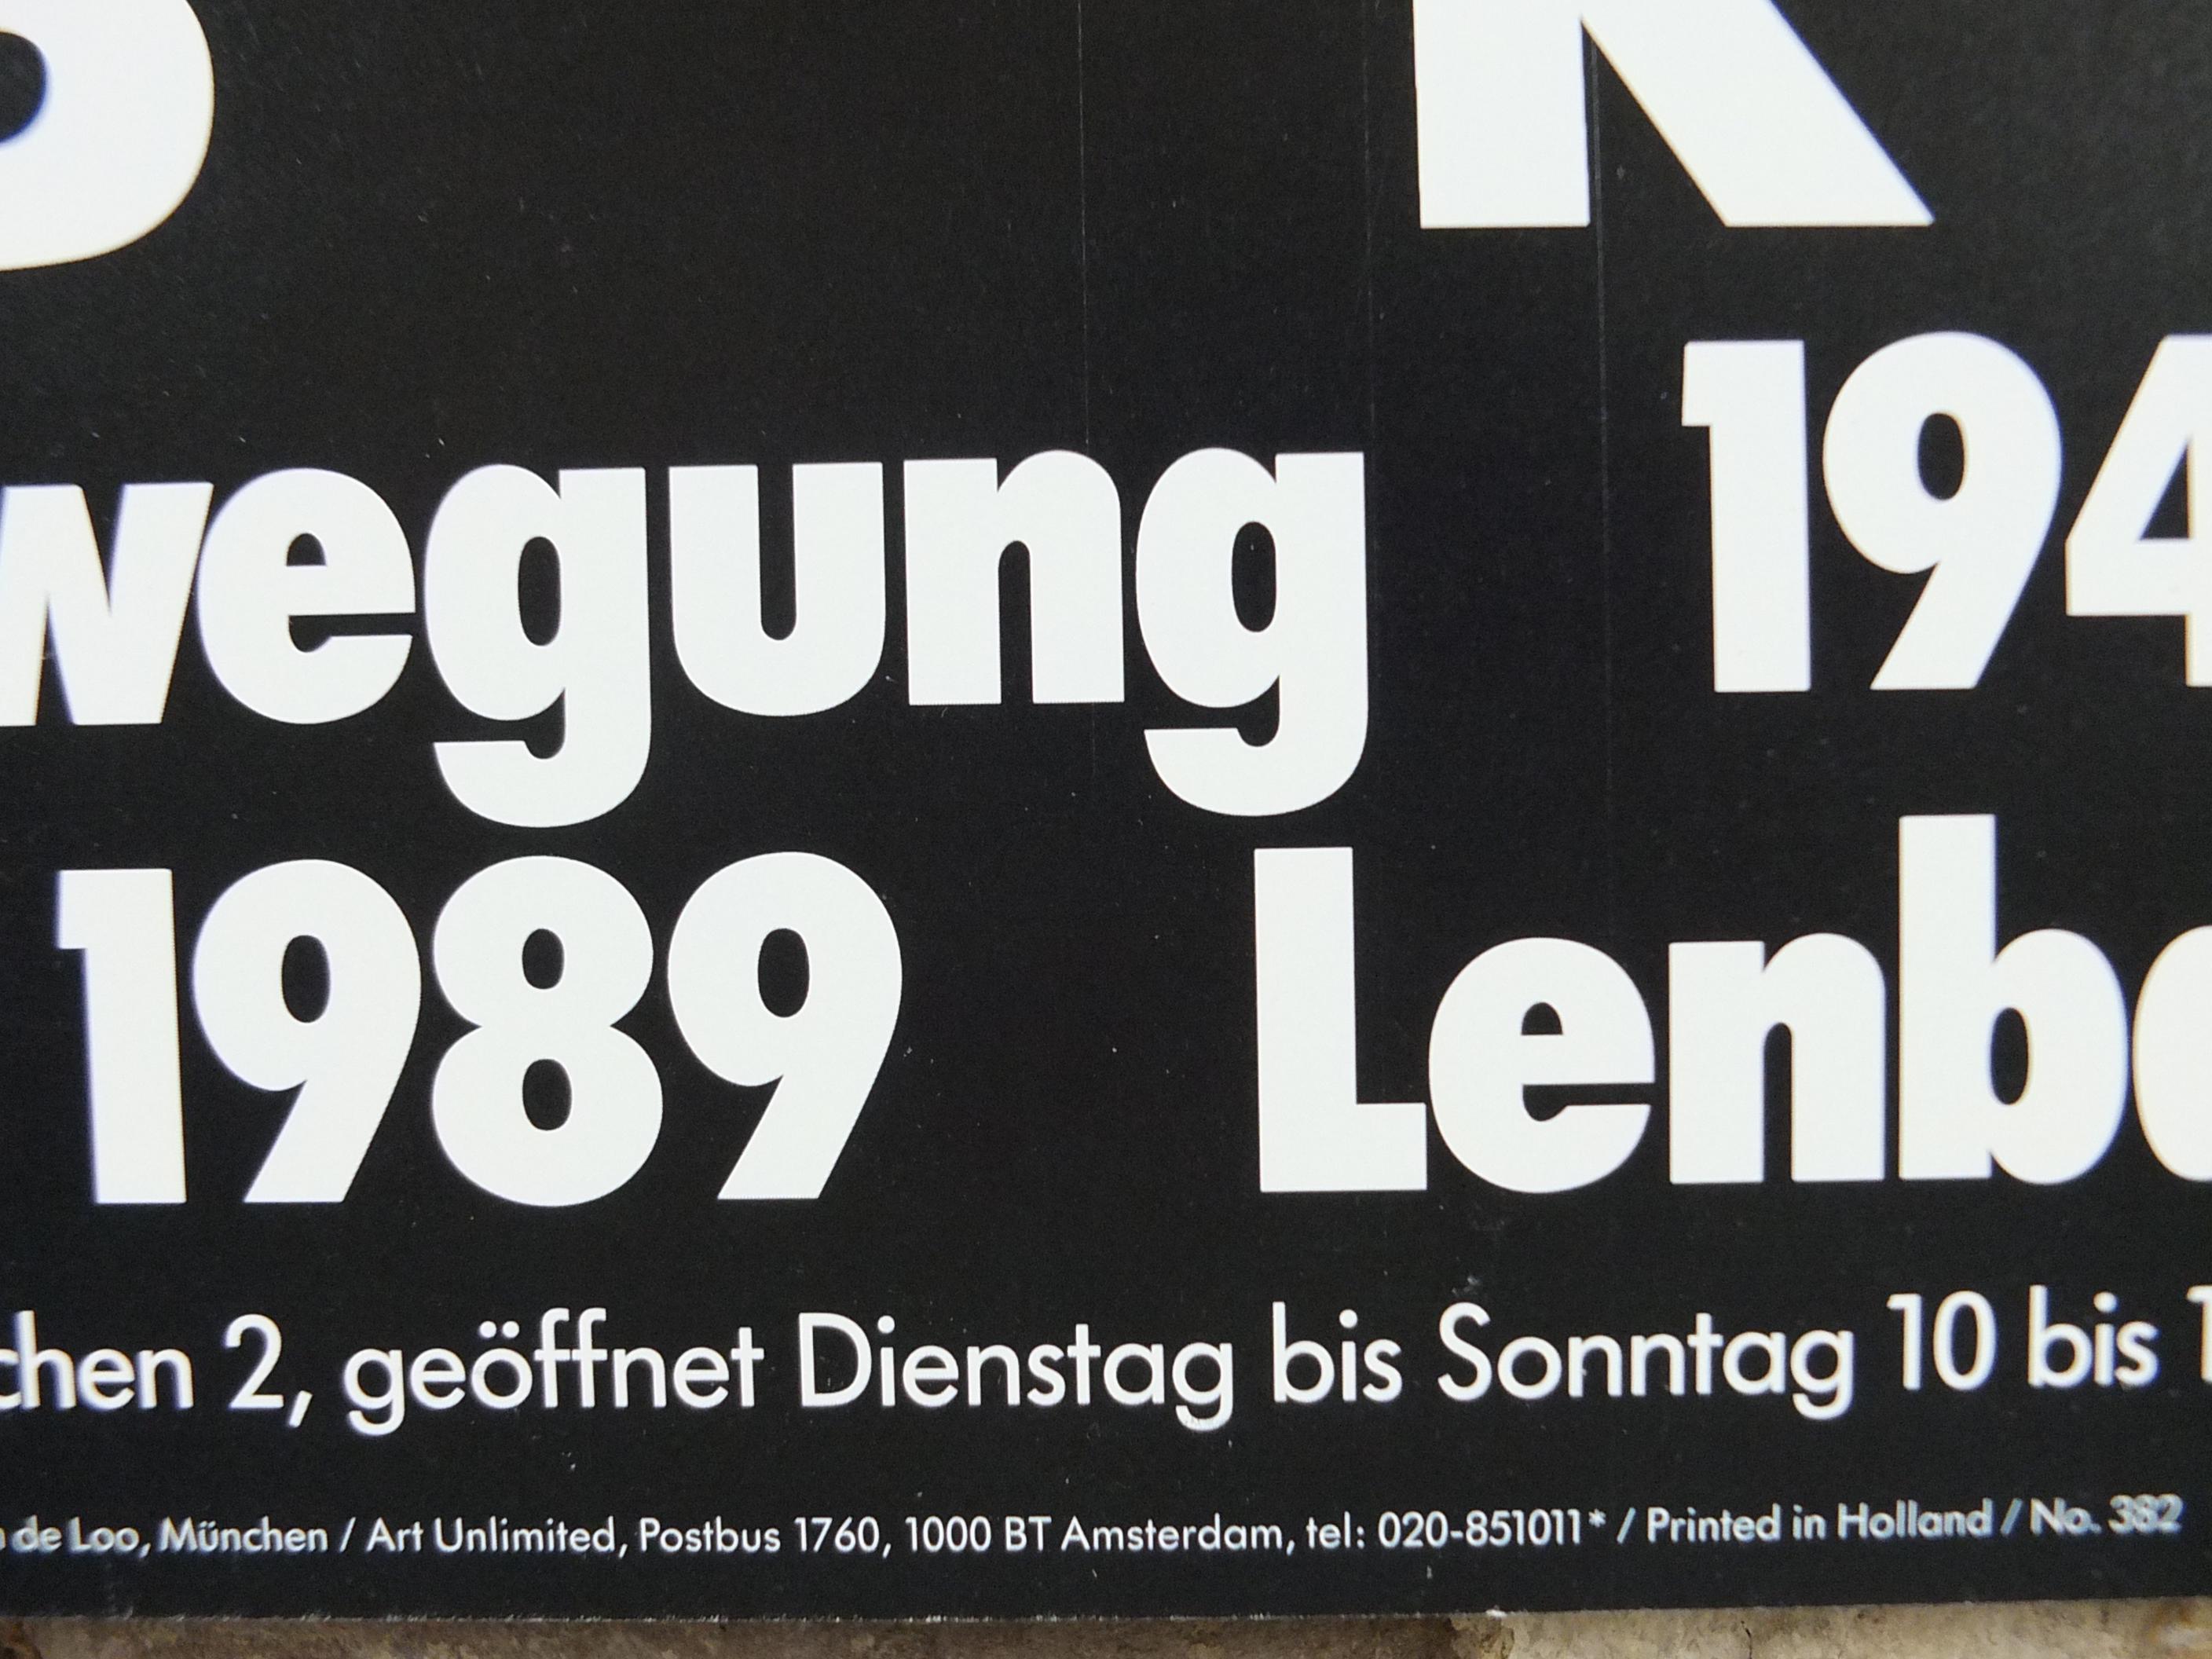 wegung 194
1989 Lenb
chen 2, geöffnet Dienstag bis Sonntag 10 bis 1
de Loo, München / Art Unlimited, Postbus 1760, 1000 BT Amsterdam, tel: 020-851011* / Printed in Holland / No. 382